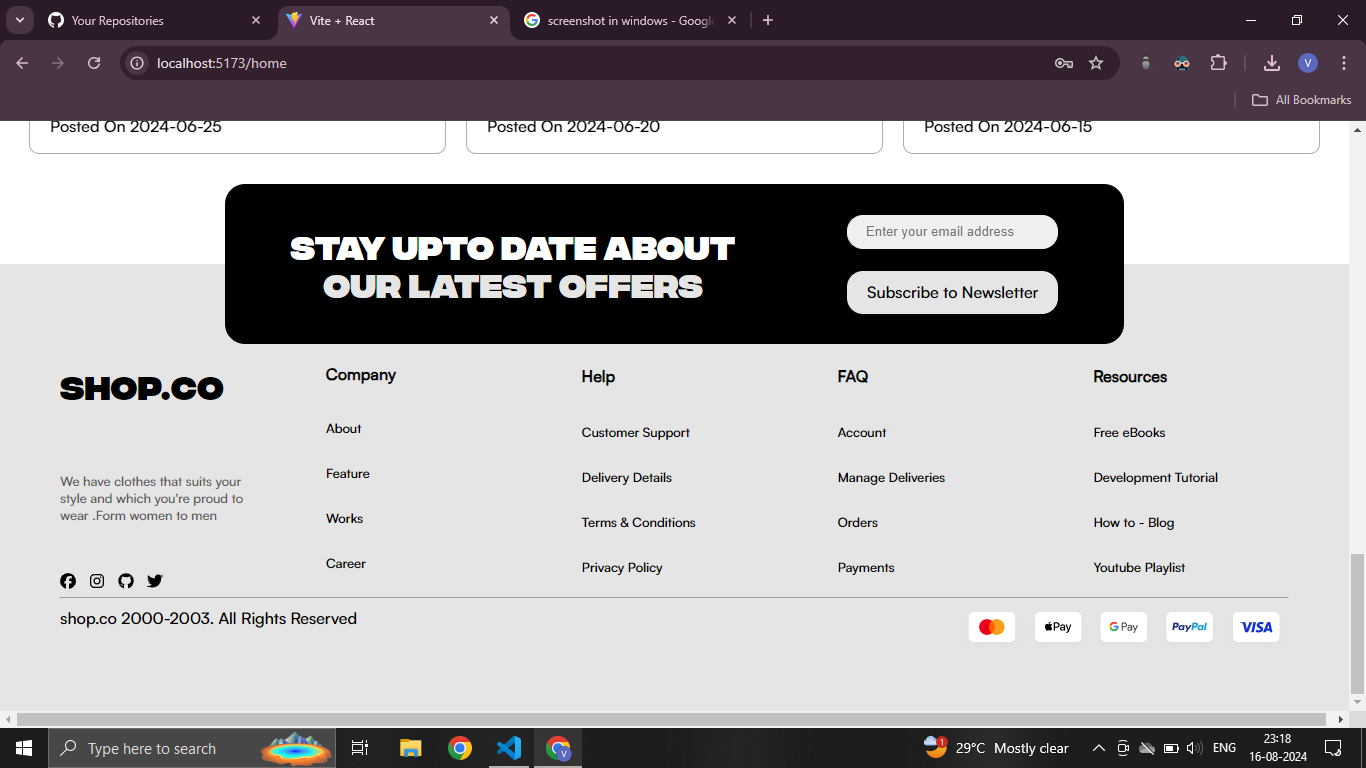 Your Repositories
Vite + React
screenshot in windows - Google
localhost:5173/home
V
All Bookmarks
Posted On 2024-06-25
Posted On 2024-06-20
Posted On 2024-06-15
STAY UPTO DATE ABOUT
OUR LATEST OFFERS
Enter your email address
Subscribe to Newsletter
SHOP.CO
We have clothes that suits your
style and which you're proud to
wear .Form women to men
Company
About
Feature
Works
Career
Help
Customer Support
Delivery Details
Terms & Conditions
Privacy Policy
FAQ
Account
Manage Deliveries
Orders
Payments
Resources
Free eBooks
Development Tutorial
How to - Blog
Youtube Playlist
shop.co 2000-2003. All Rights Reserved
Pay
G Pay
PayPal
VISA
Type here to search
V
1
29°C Mostly clear
ENG
23:18
16-08-2024